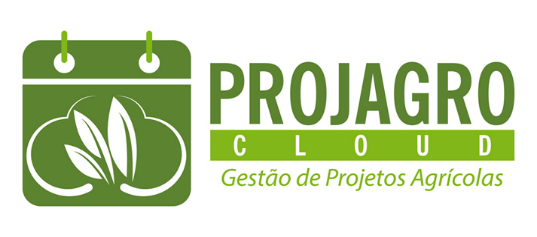 PROJAGRO
CLOUD
Gestão de Projetos Agrícolas